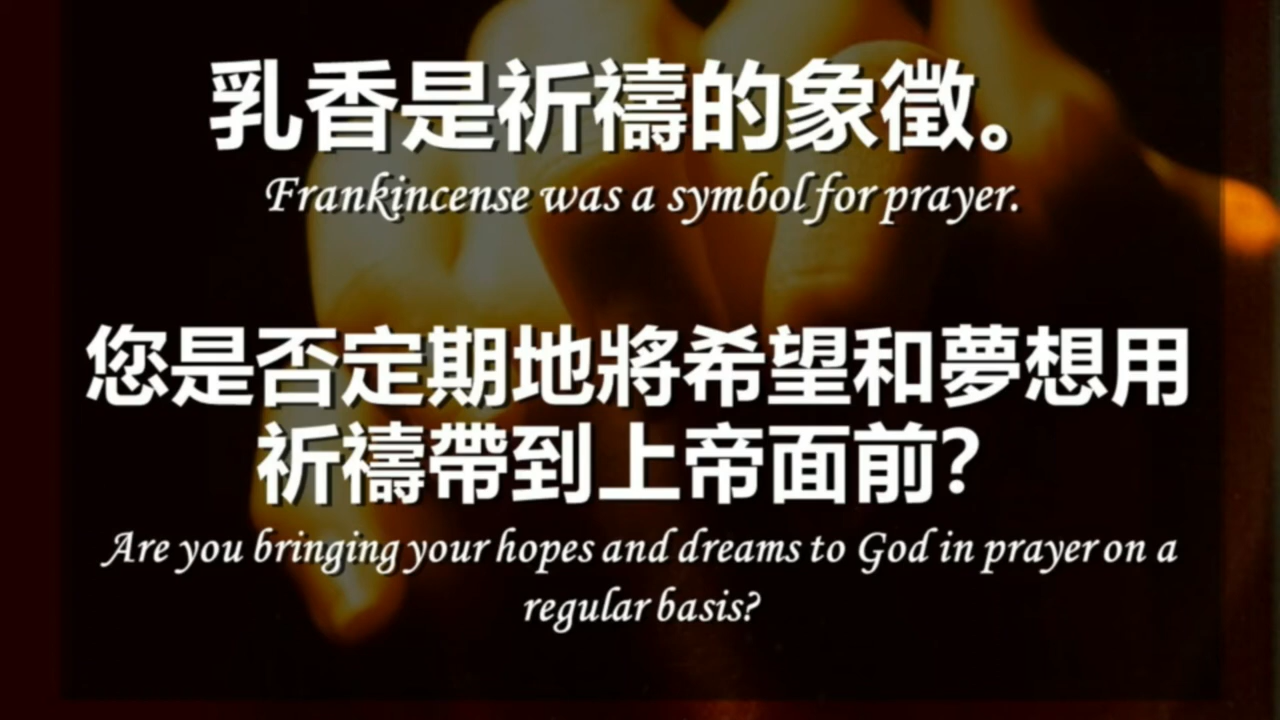 乳香是祈禱的象徵。
Frankincense was a symbol for prayer.
您是否定期地將希望和夢想用
祈禱帶到上帝面前？
Are you bringing your hopes and dreams to God in prayer on a
regular basis?